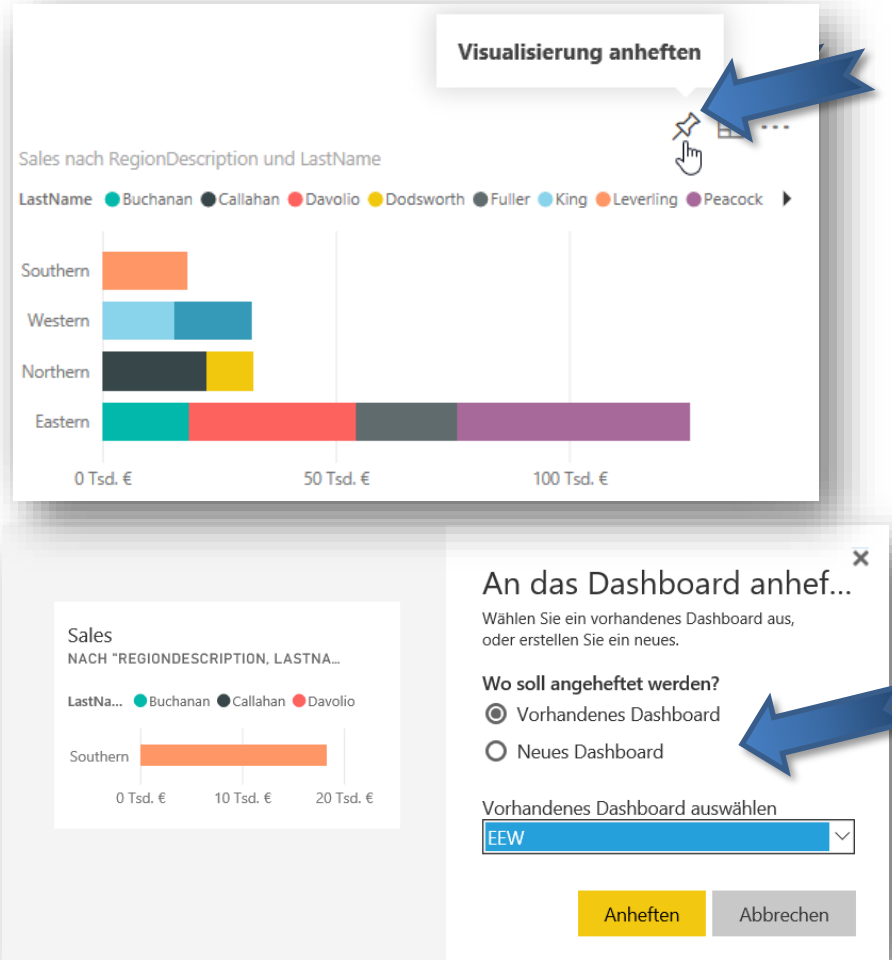 Visualisierung anheften
Sales nach RegionDescription und LastName
LastName Buchanan Callahan Davolio Dodsworth Fuller King Leverling Peacock
Southern
Western
Northern
Eastern
0 Tsd. € 50 Tsd. € 100 Tsd. €
An das Dashboard anhef...
Wählen Sie ein vorhandenes Dashboard aus,
oder erstellen Sie ein neues.
Sales
NACH "REGIONDESCRIPTION, LASTNA...
LastNa... Buchanan Callahan Davolio
Southern
0 Tsd. € 10 Tsd. € 20 Tsd. €
Wo soll angeheftet werden?
Vorhandenes Dashboard
Neues Dashboard
Vorhandenes Dashboard auswählen
EEW
Anheften Abbrechen